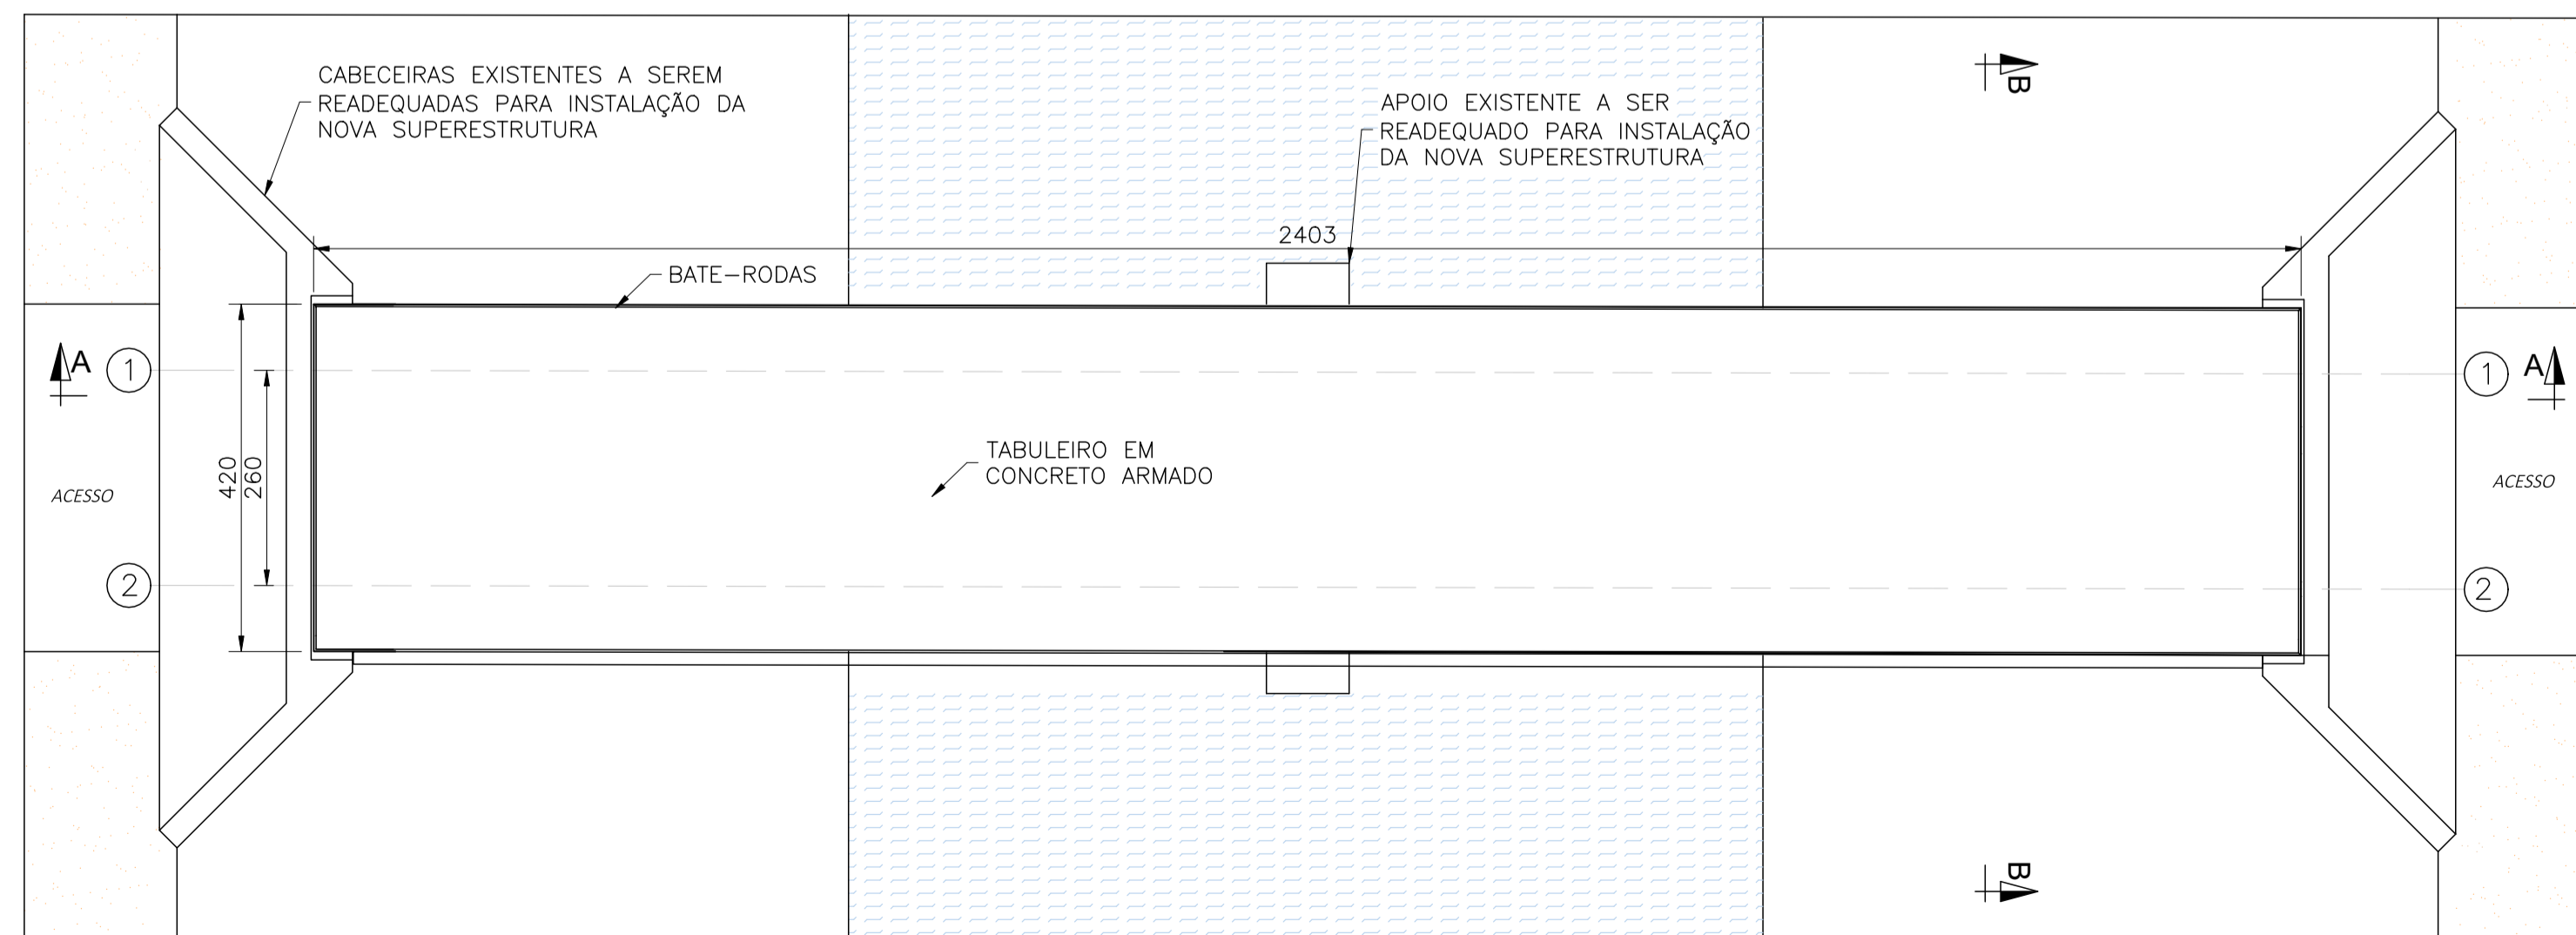 CABECEIRAS EXISTENTES A SEREM
READEQUADAS PARA INSTALAÇÃO DA
NOVA SUPERESTRUTURA
APOIO EXISTENTE A SER
READEQUADO PARA INSTALAÇÃO
DA NOVA SUPERESTRUTURA
B
2403
BATE-RODAS
A
1
1
A
420
260
TABULEIRO EM
CONCRETO ARMADO
ACESSO
ACESSO
2
2
B